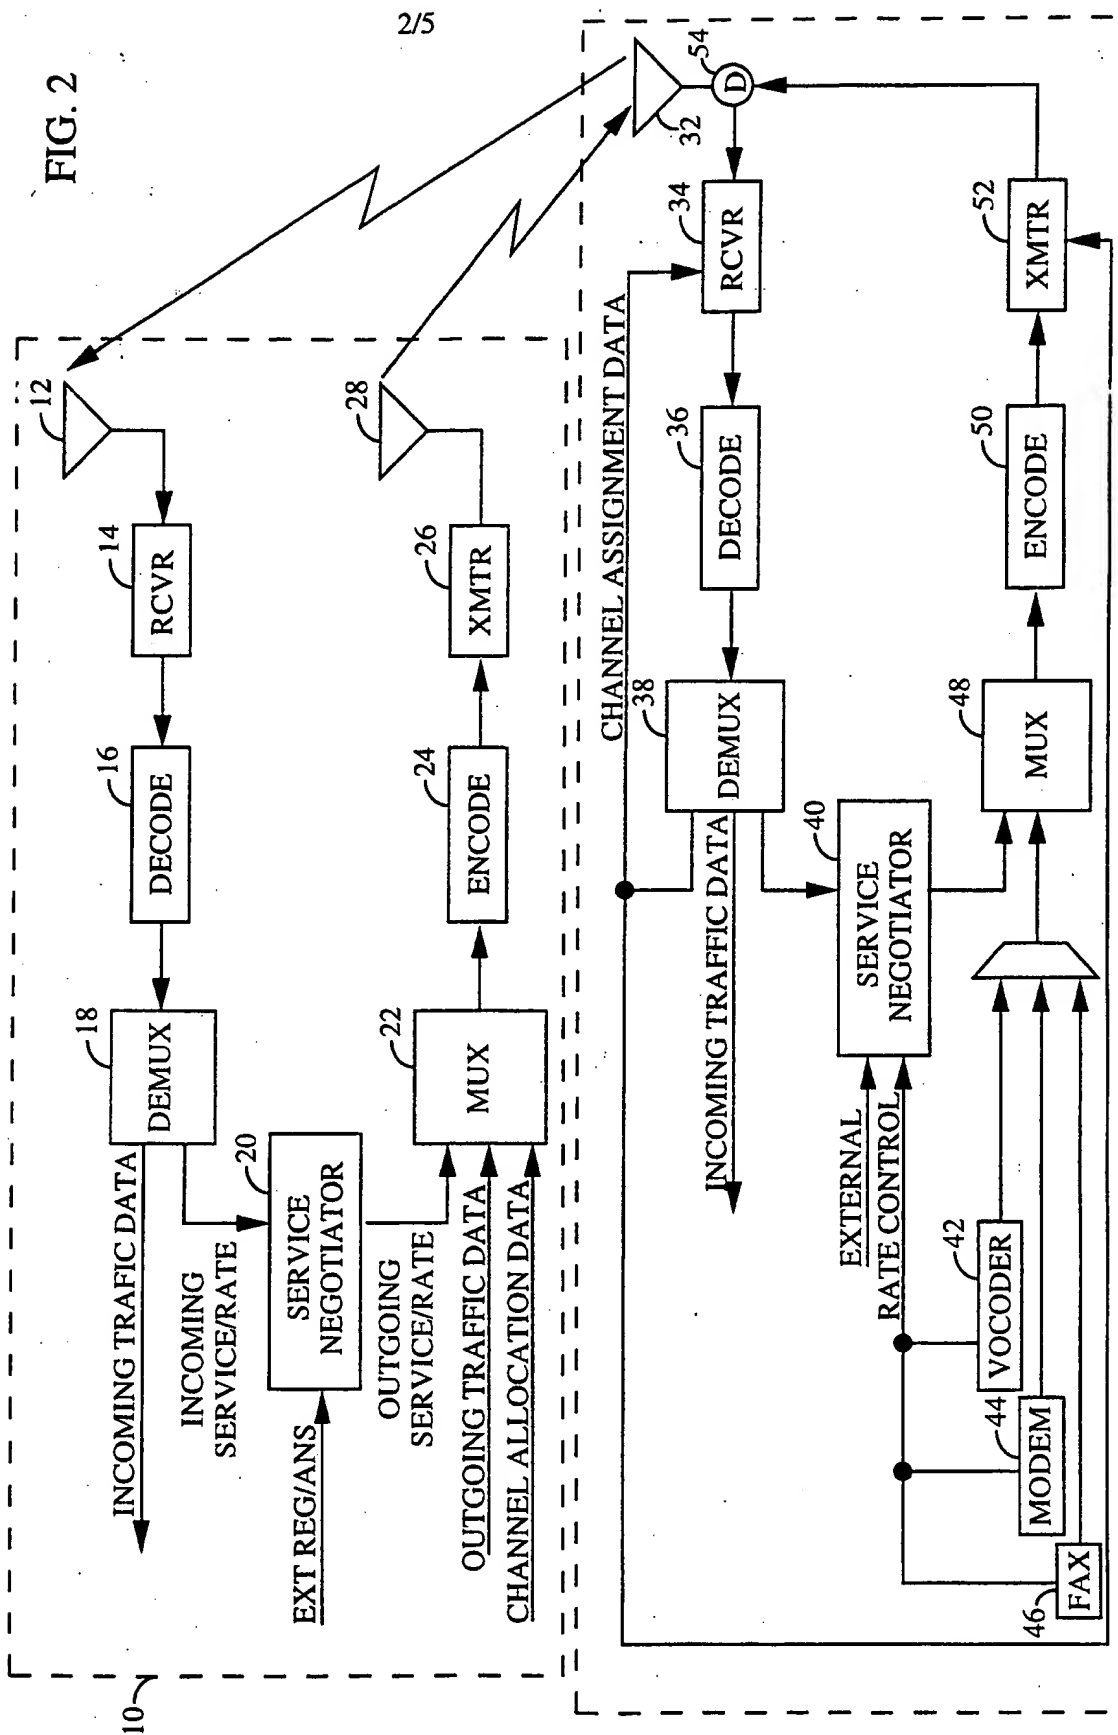 2/5
FIG. 2
10
12
14
RCVR
16
DECODE
18
DEMUX
INCOMING TRAFFIC DATA
INCOMING
SERVICE/RATE
20
SERVICE
NEGOTIATOR
EXT REG/ANS
OUTGOING
SERVICE/RATE
OUTGOING TRAFFIC DATA
CHANNEL ALLOCATION DATA
22
MUX
24
ENCODE
26
XMTR
28
32
54
D
34
RCVR
CHANNEL ASSIGNMENT DATA
36
DECODE
38
DEMUX
INCOMING TRAFFIC DATA
40
SERVICE
NEGOTIATOR
EXTERNAL
RATE CONTROL
42
VOCODER
44
MODEM
46
FAX
48
MUX
50
ENCODE
52
XMTR